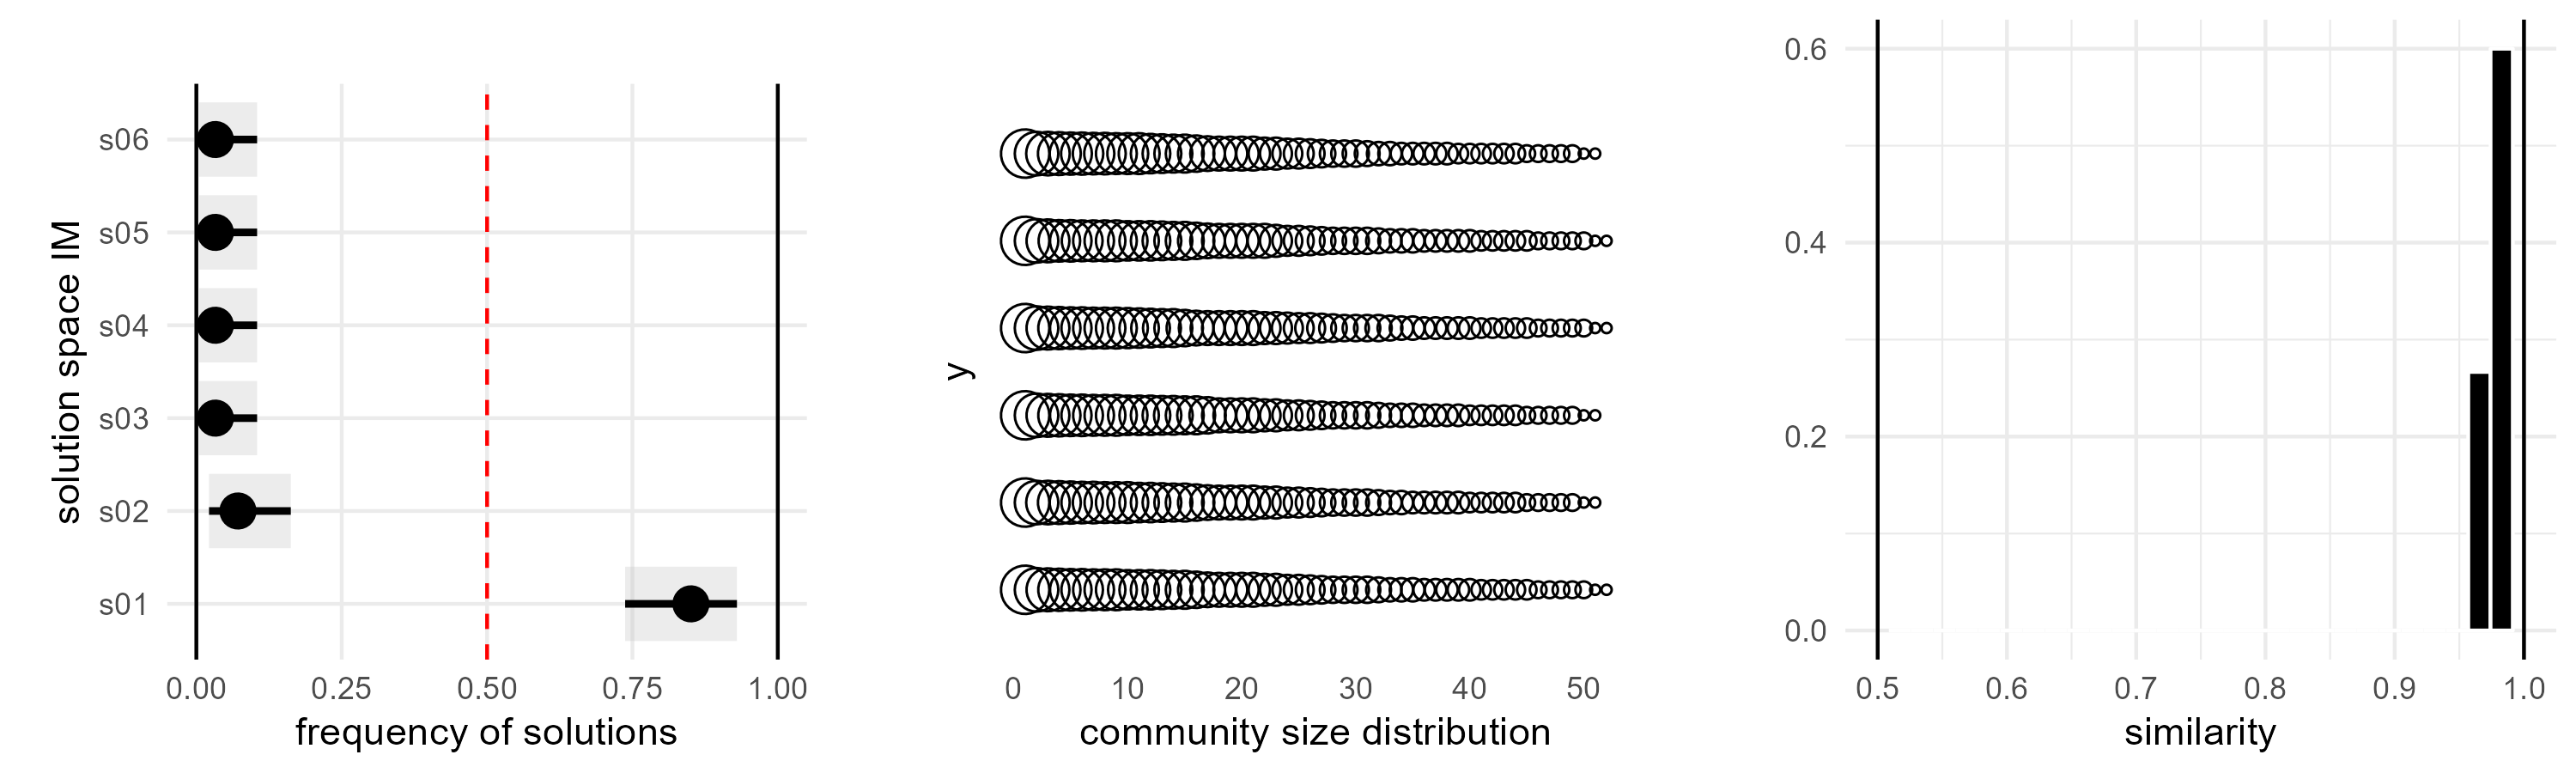 solution space IM
s06
s05
s04
s03
s02
s01
0.00 0.25 0.50 0.75 1.00
frequency of solutions
y
0 10 20 30 40 50
community size distribution
0.6
0.4
0.2
0.0
0.5 0.6 0.7 0.8 0.9 1.0
similarity